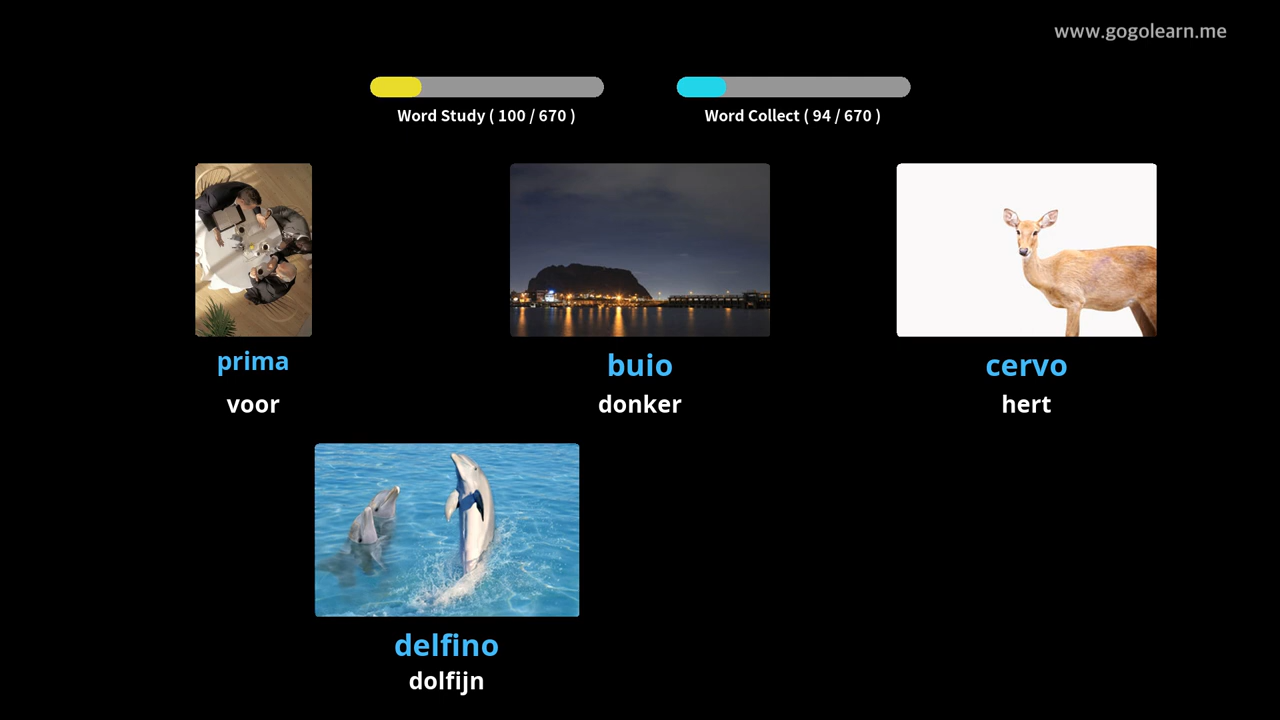 www.gogolearn.me
Word Study ( 100 / 670 )
Word Collect ( 94 / 670 )
prima
buio
cervo
voor
donker
hert
delfino
dolfijn